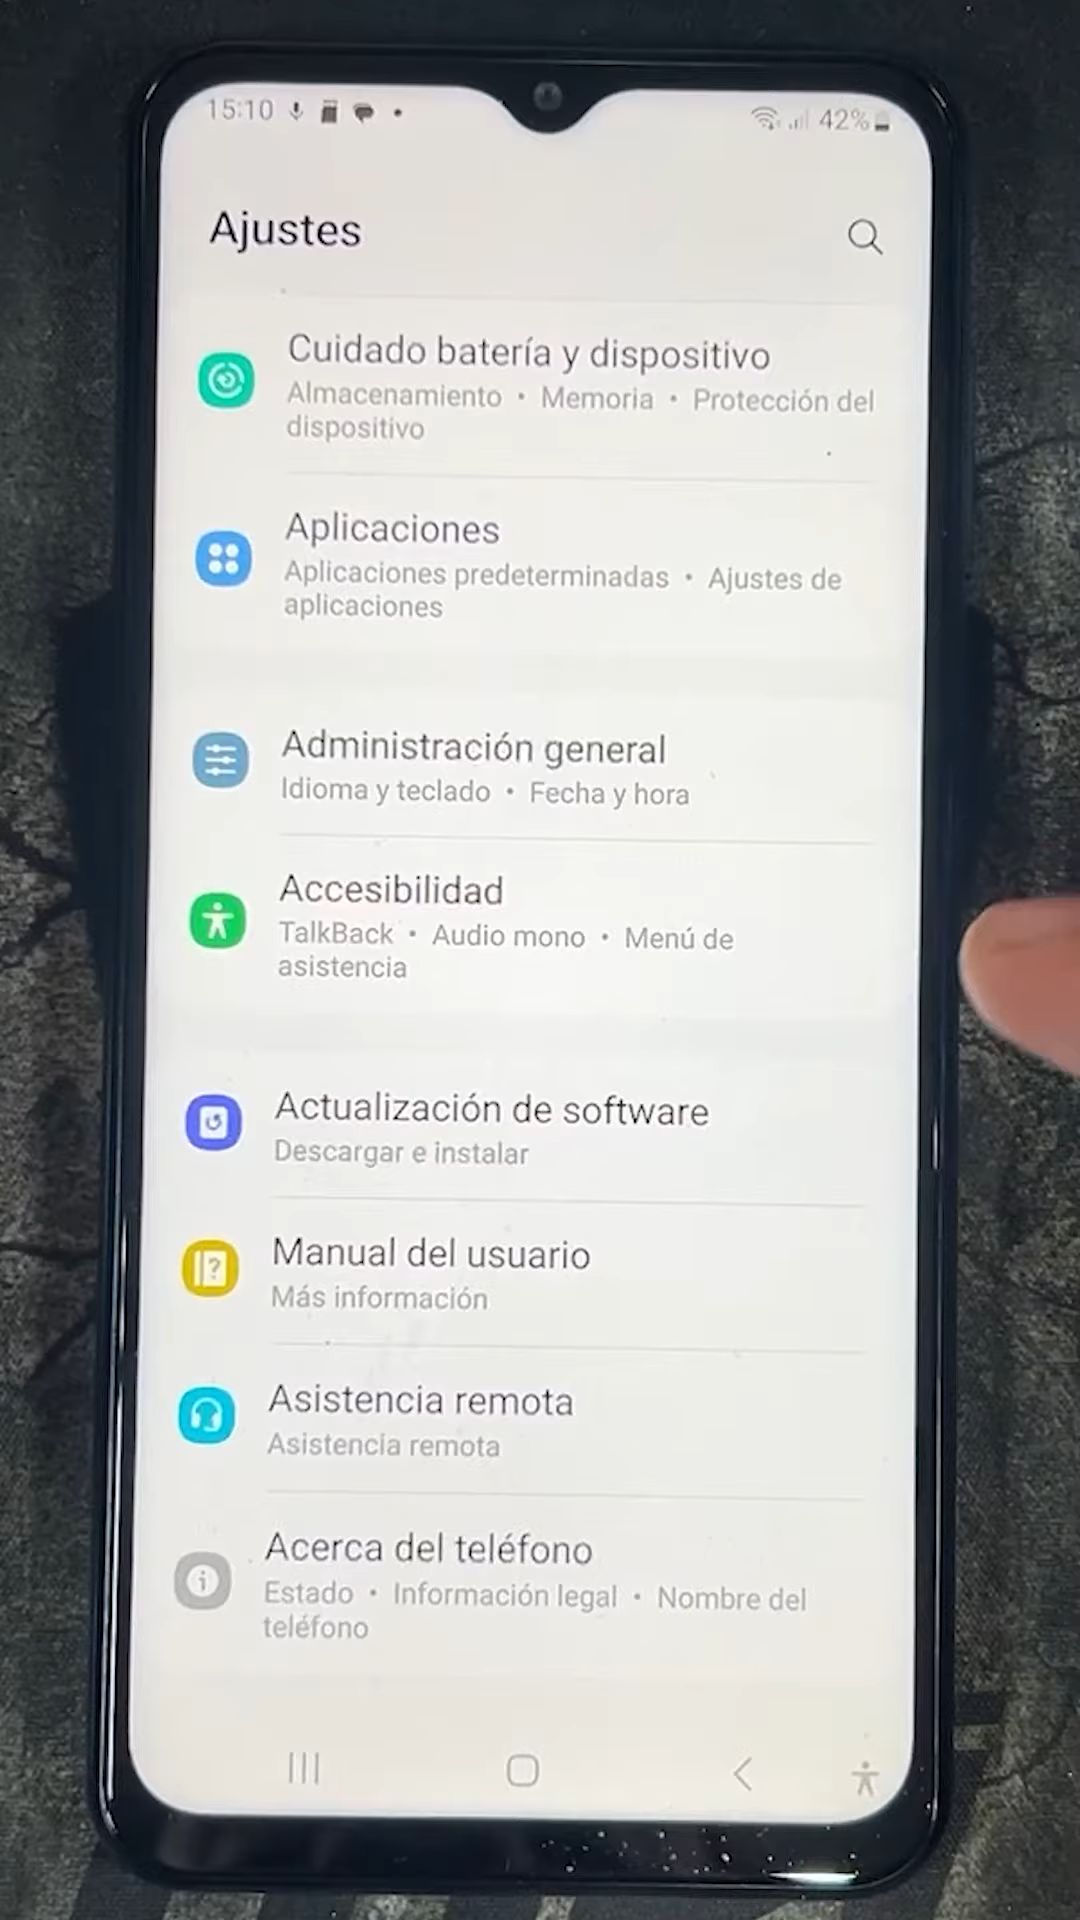 15:10
42%
Ajustes
Cuidado batería y dispositivo
Almacenamiento • Memoria • Protección del
dispositivo
Aplicaciones
Aplicaciones predeterminadas • Ajustes de
aplicaciones
Administración general
Idioma y teclado • Fecha y hora
Accesibilidad
TalkBack • Audio mono • Menú de
asistencia
Actualización de software
Descargar e instalar
Manual del usuario
Más información
Asistencia remota
Asistencia remota
Acerca del teléfono
Estado • Información legal • Nombre del
teléfono